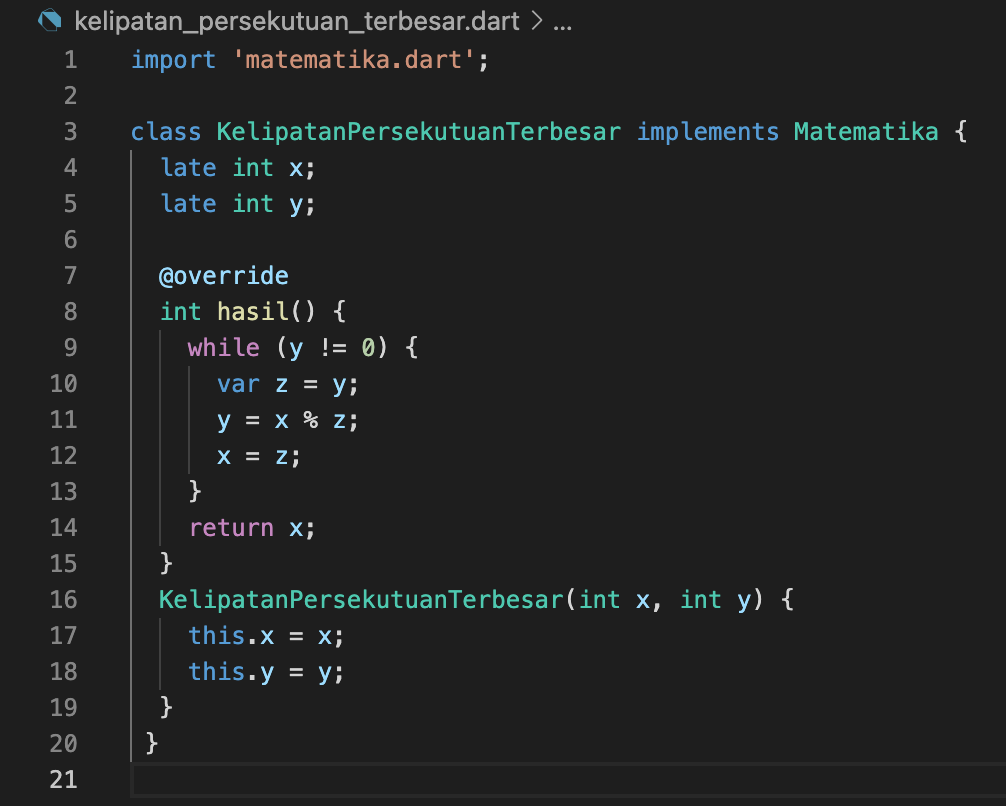 kelipatan_persekutuan_terbesar.dart > ...
1 import 'matematika.dart';
2
3 class KelipatanPersekutuanTerbesar implements Matematika {
4 late int x;
5 late int y;
6
7 @override
8 int hasil() {
9 while (y != 0) {
10 var z = y;
11 y = x % z;
12 x = z;
13 }
14 return x;
15 }
16 KelipatanPersekutuanTerbesar(int x, int y) {
17 this.x = x;
18 this.y = y;
19 }
20 }
21